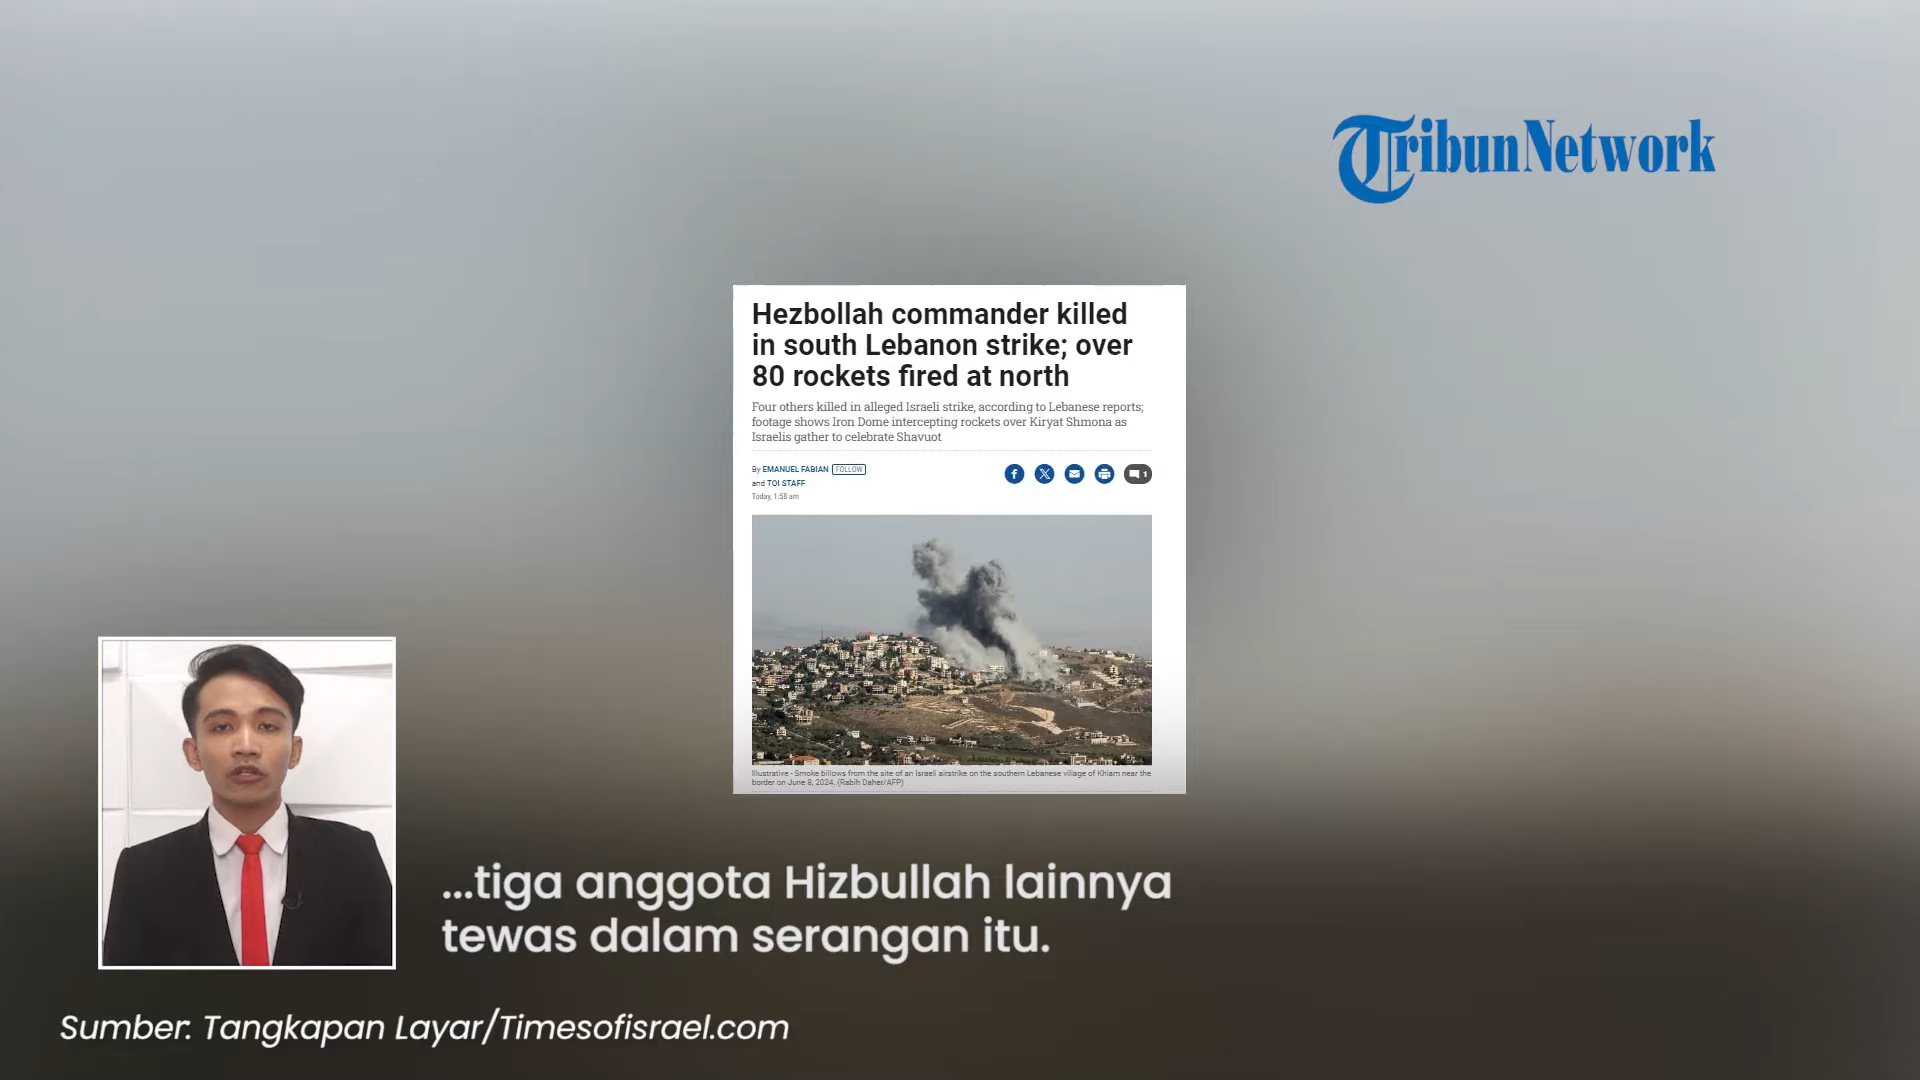 TribunNetwork
Hezbollah commander killed
in south Lebanon strike; over
80 rockets fired at north
Four others killed in alleged Israeli strike, according to Lebanese reports;
footage shows Iron Dome intercepting rockets over Kiryat Shmona as
Israelis gather to celebrate Shavuot
By EMANUEL FABIAN FOLLOW
and TOI STAFF
Today, 1:58 am
1
Illustrative - Smoke billows from the site of an Israeli airstrike on the southern Lebanese village of Khiam near the
border on June 8, 2024. (Rabih Daher/AFP)
...tiga anggota Hizbullah lainnya
tewas dalam serangan itu.
Sumber: Tangkapan Layar/Timesofisrael.com